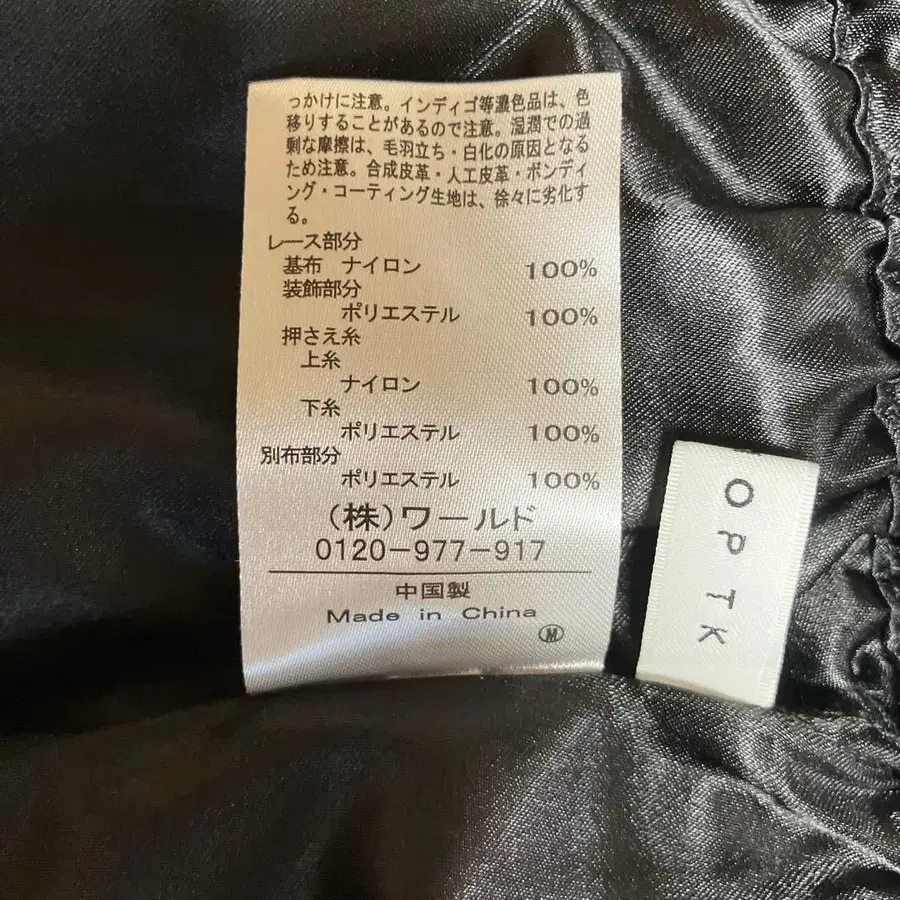 っかけに注意。インディゴ等濃色品は、色
移りすることがあるので注意。湿潤での過
剰な摩擦は、毛羽立ち・白化の原因となる
ため注意。合成皮革・人工皮革・ボンディ
ング・コーティング生地は、徐々に劣化す
る。
レース部分
基布 ナイロン 100%
装飾部分
ポリエステル 100%
押さえ糸
上糸
ナイロン 100%
下糸
ポリエステル 100%
別布部分
ポリエステル 100%
(株)ワールド
0120-977-917
中国製
Made in China
Ⓜ
OPTK